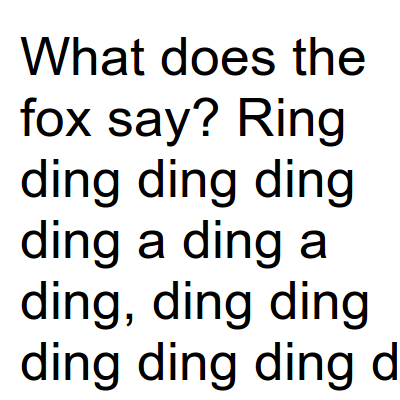 What does the
fox say? Ring
ding ding ding
ding a ding a
ding, ding ding
ding ding ding d